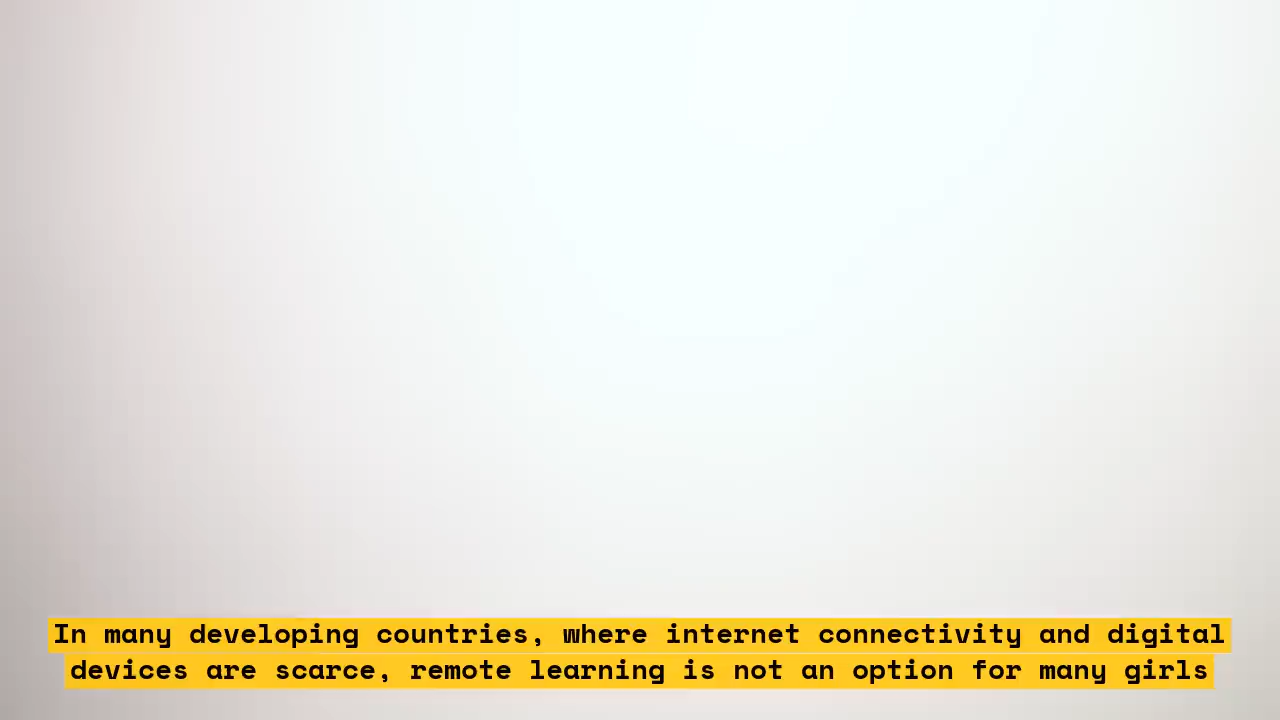 In many developing countries, where internet connectivity and digital
devices are scarce, remote learning is not an option for many girls